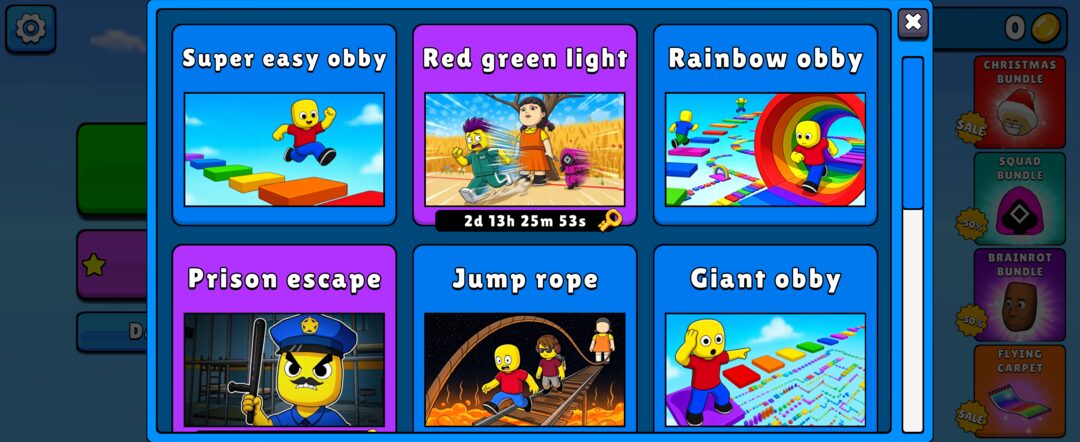 Super easy obby
Red green light
2d 13h 25m 53s
Rainbow obby
Prison escape
Jump rope
Giant obby
0
CHRISTMAS
BUNDLE
SALE
SQUAD
BUNDLE
-50%
BRAINROT
BUNDLE
-50%
FLYING
CARPET
SALE